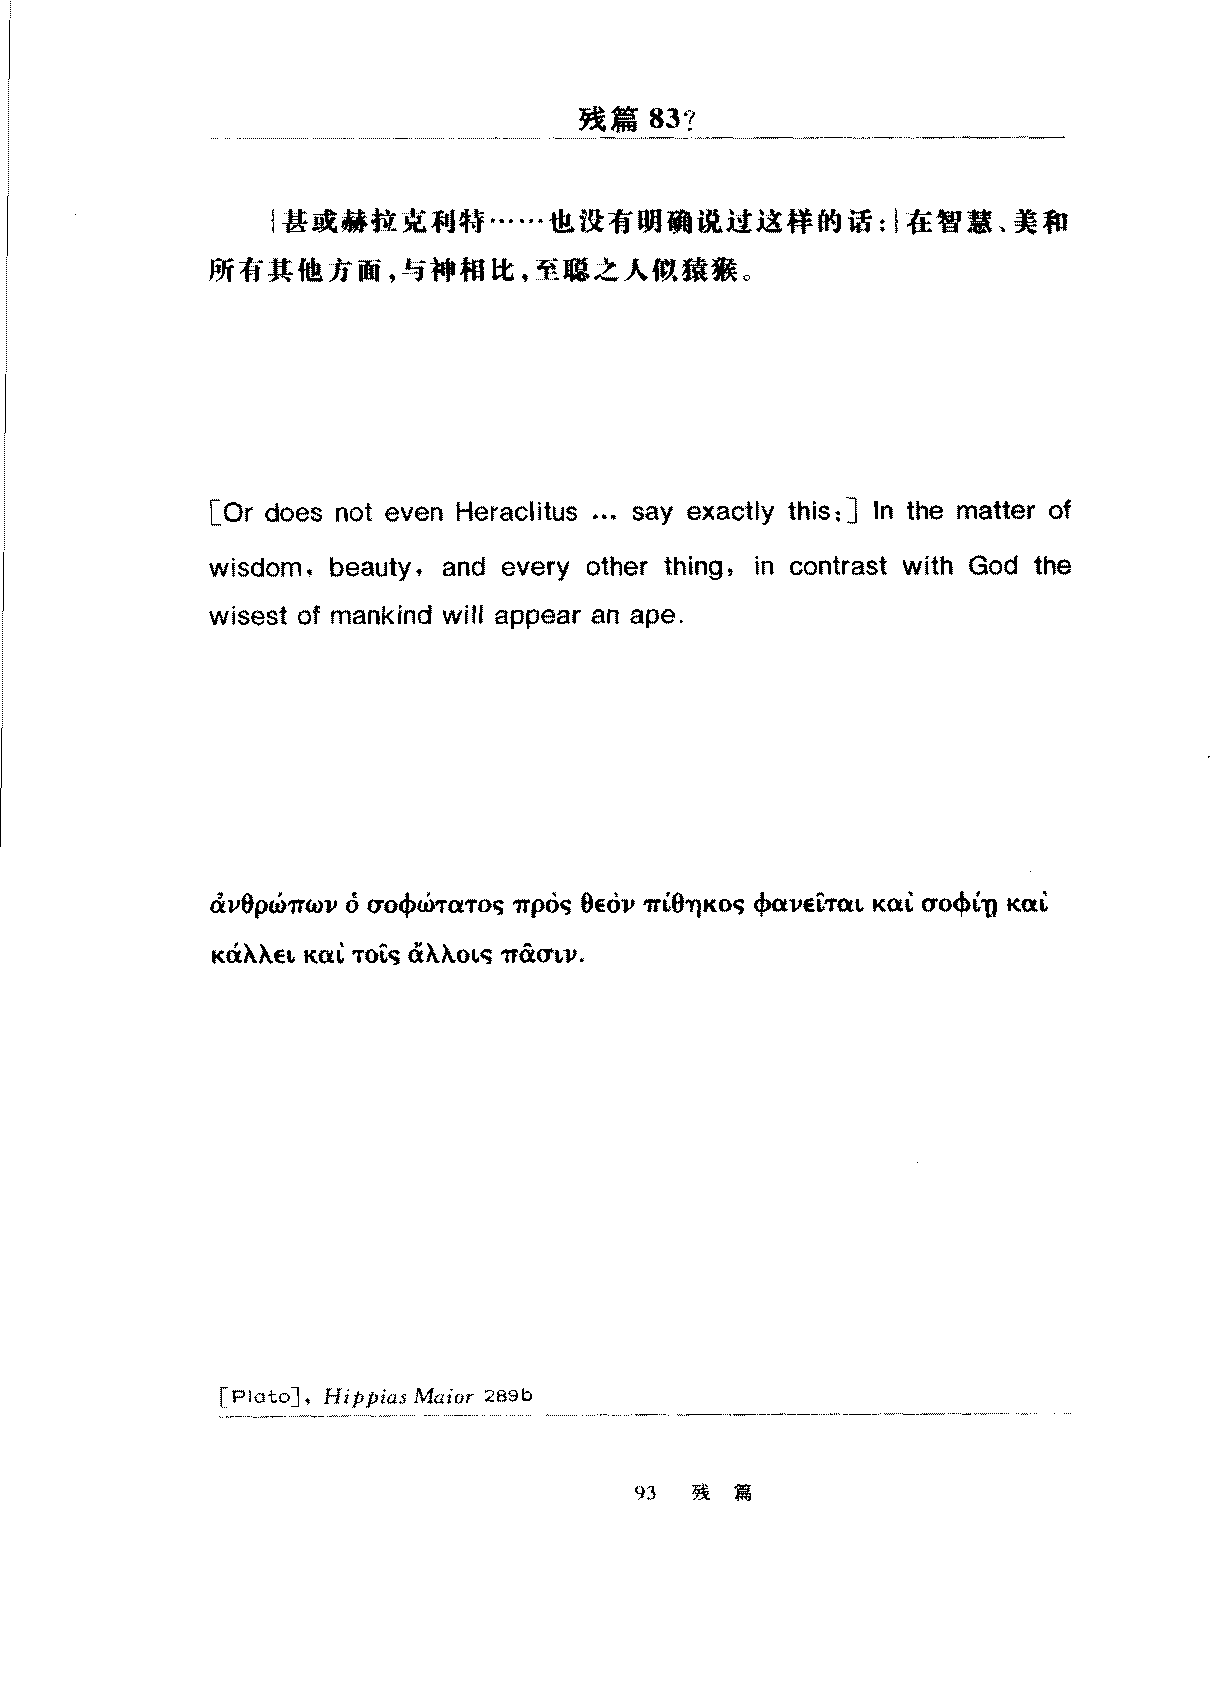 残篇 83?
[甚或赫拉克利特……也没有明确说过这样的话:]在智慧、美和
所有其他方面,与神相比,至聪之人似猿猴。
[Or does not even Heraclitus … say exactly this:] In the matter of
wisdom, beauty, and every other thing, in contrast with God the
wisest of mankind will appear an ape.
ἀνθρώπων ὁ σοφώτατος πρὸς θεὸν πίθηκος φανεῖται καὶ σοφίῃ καὶ
κάλλει καὶ τοῖς ἄλλοις πᾶσιν.
[Plato], Hippias Maior 289b
93 残 篇